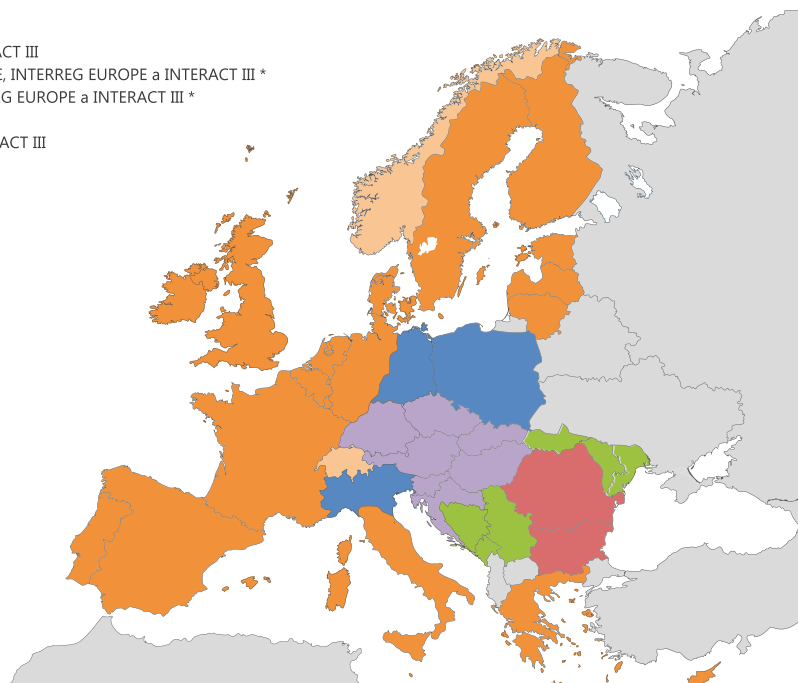 ACT III
E, INTERREG EUROPE a INTERACT III *
G EUROPE a INTERACT III *
ACT III